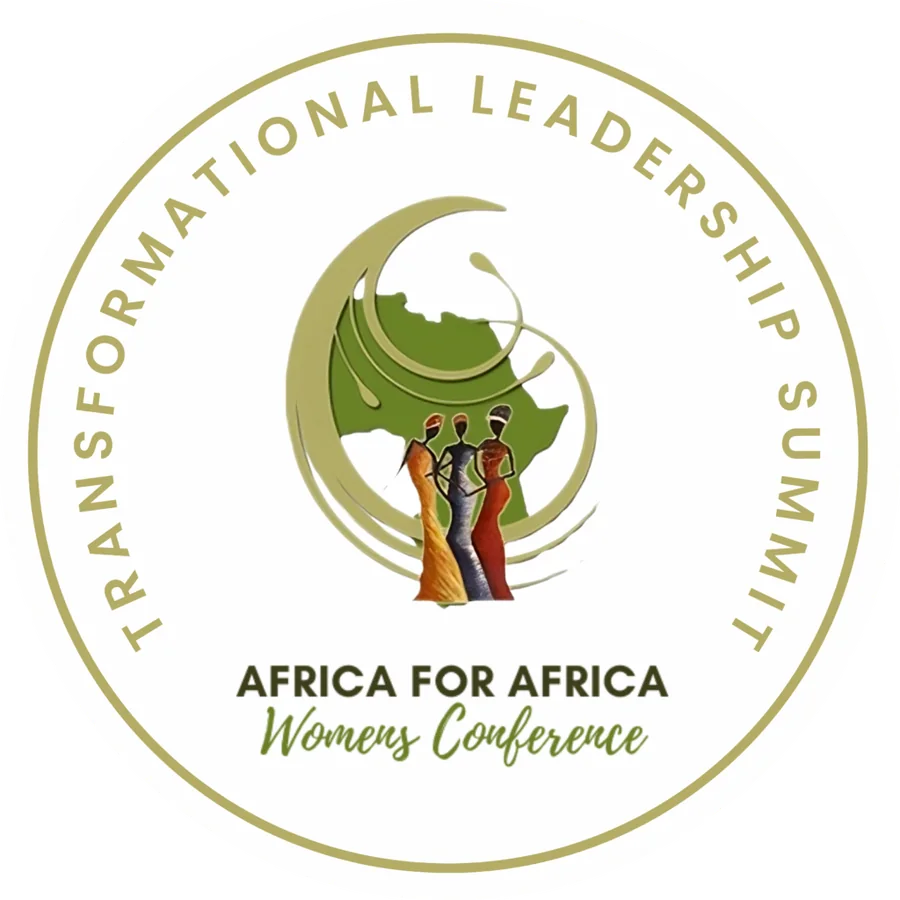 TRANSFORMATIONAL LEADERSHIP SUMMIT
AFRICA FOR AFRICA
Womens Conference